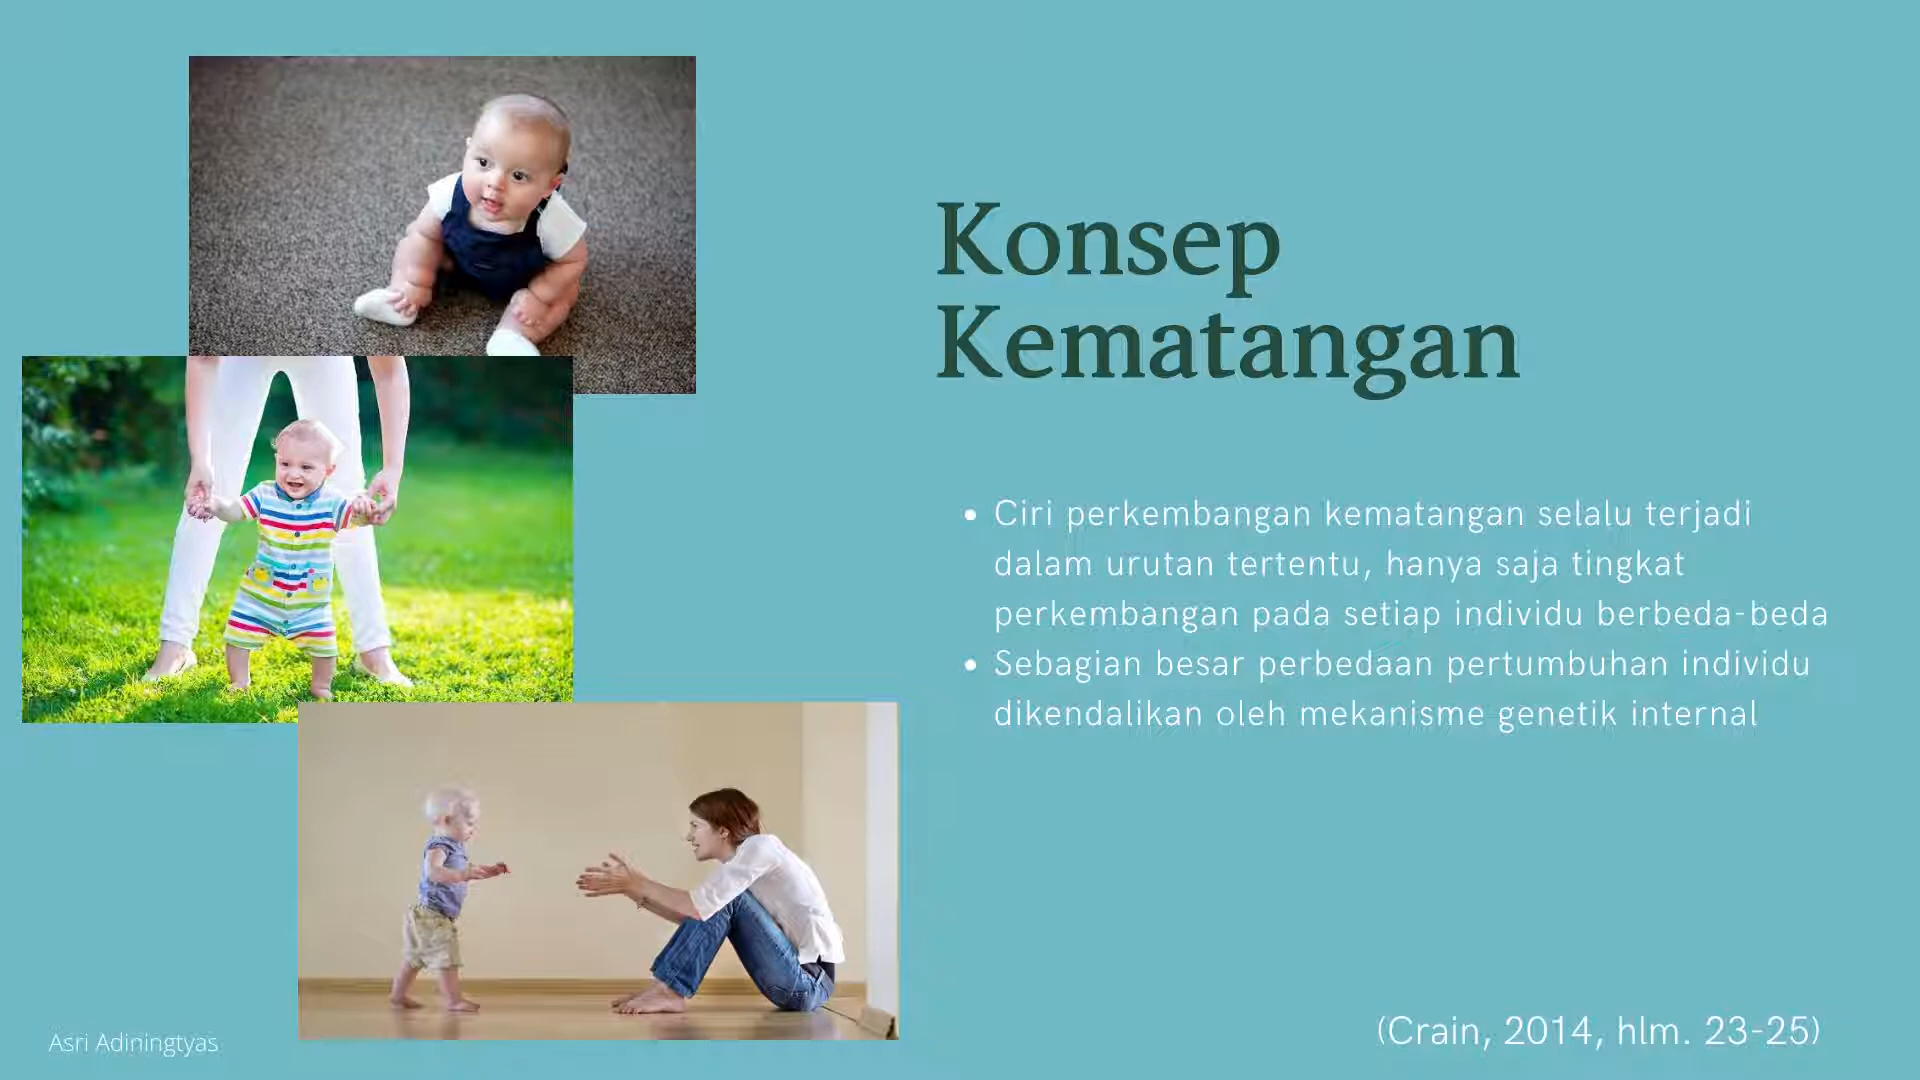 Konsep
Kematangan
• Ciri perkembangan kematangan selalu terjadi
dalam urutan tertentu, hanya saja tingkat
perkembangan pada setiap individu berbeda-beda
• Sebagian besar perbedaan pertumbuhan individu
dikendalikan oleh mekanisme genetik internal
Asri Adiningtyas
(Crain, 2014, hlm. 23-25)